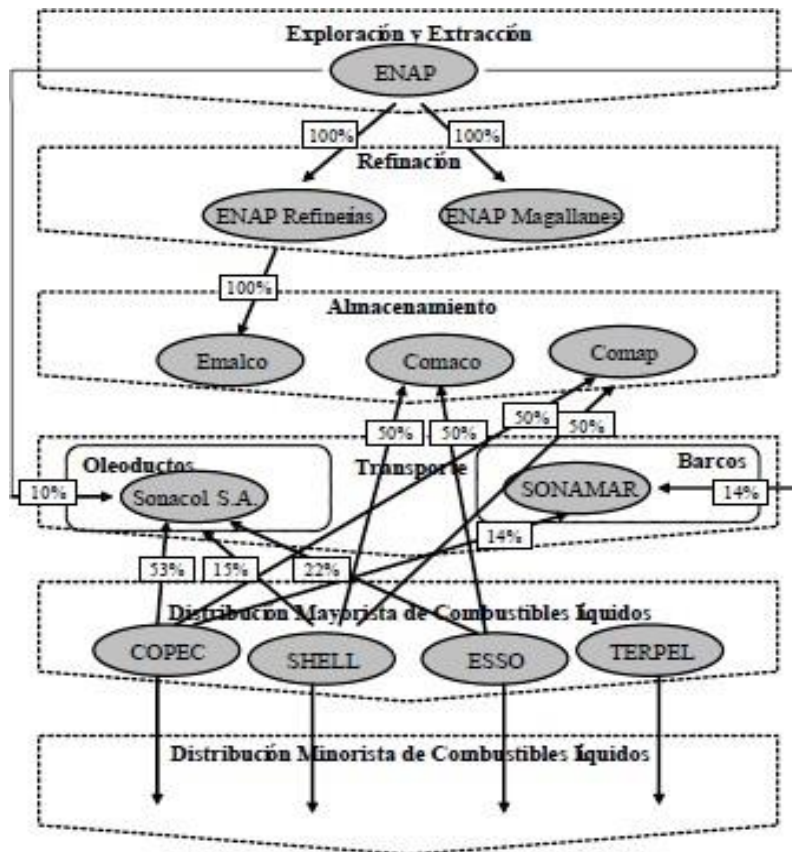 Exploración y Extracción
ENAP
100%
100%
Refinación
ENAP Refinerías
ENAP Magallanes
100%
Almacenamiento
Emalco
Comaco
Comap
50%
50%
50%
50%
Oleoductos
Transporte
Barcos
10%
Sonacol S.A.
SONAMAR
14%
14%
53%
15%
22%
Distribución Mayorista de Combustibles Líquidos
COPEC
SHELL
ESSO
TERPEL
Distribución Minorista de Combustibles Líquidos